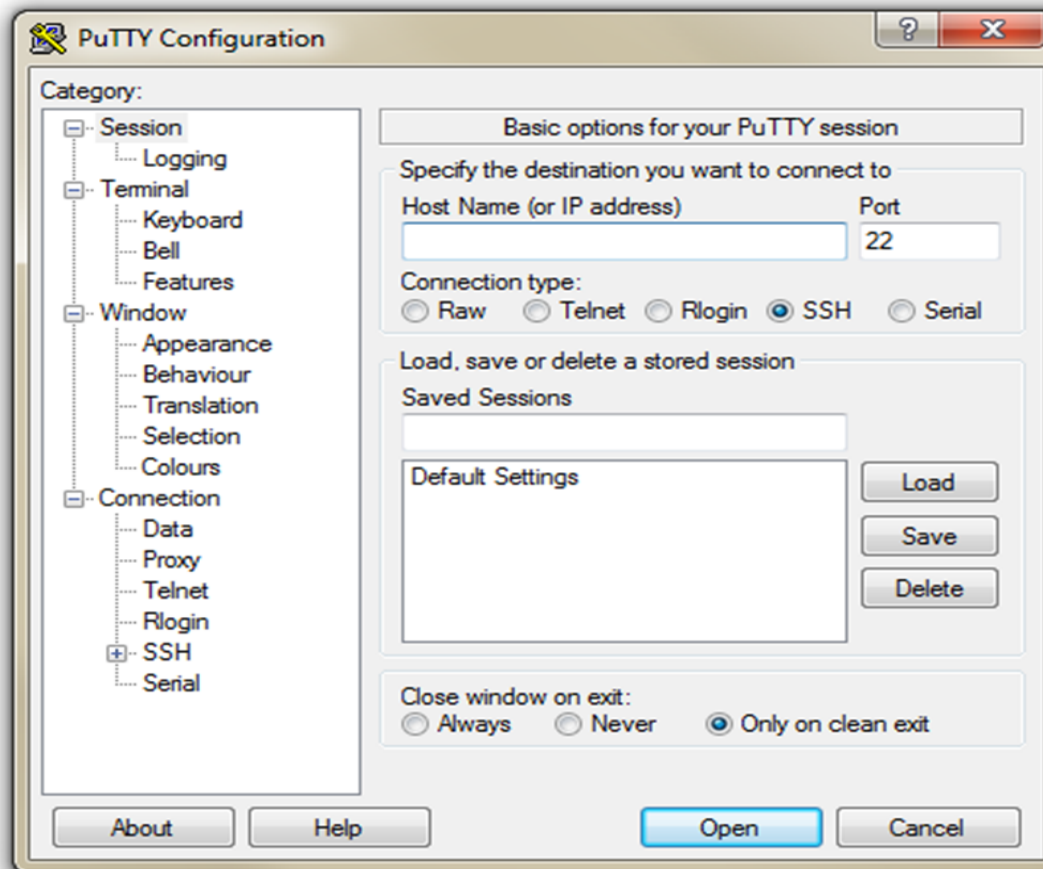 PuTTY Configuration
Category:
Session
Logging
Terminal
Keyboard
Bell
Features
Window
Appearance
Behaviour
Translation
Selection
Colours
Connection
Data
Proxy
Telnet
Rlogin
SSH
Serial
Basic options for your PuTTY session
Specify the destination you want to connect to
Host Name (or IP address) Port
22
Connection type:
Raw Telnet Rlogin SSH Serial
Load, save or delete a stored session
Saved Sessions
Default Settings
Load
Save
Delete
Close window on exit:
Always Never Only on clean exit
About Help Open Cancel